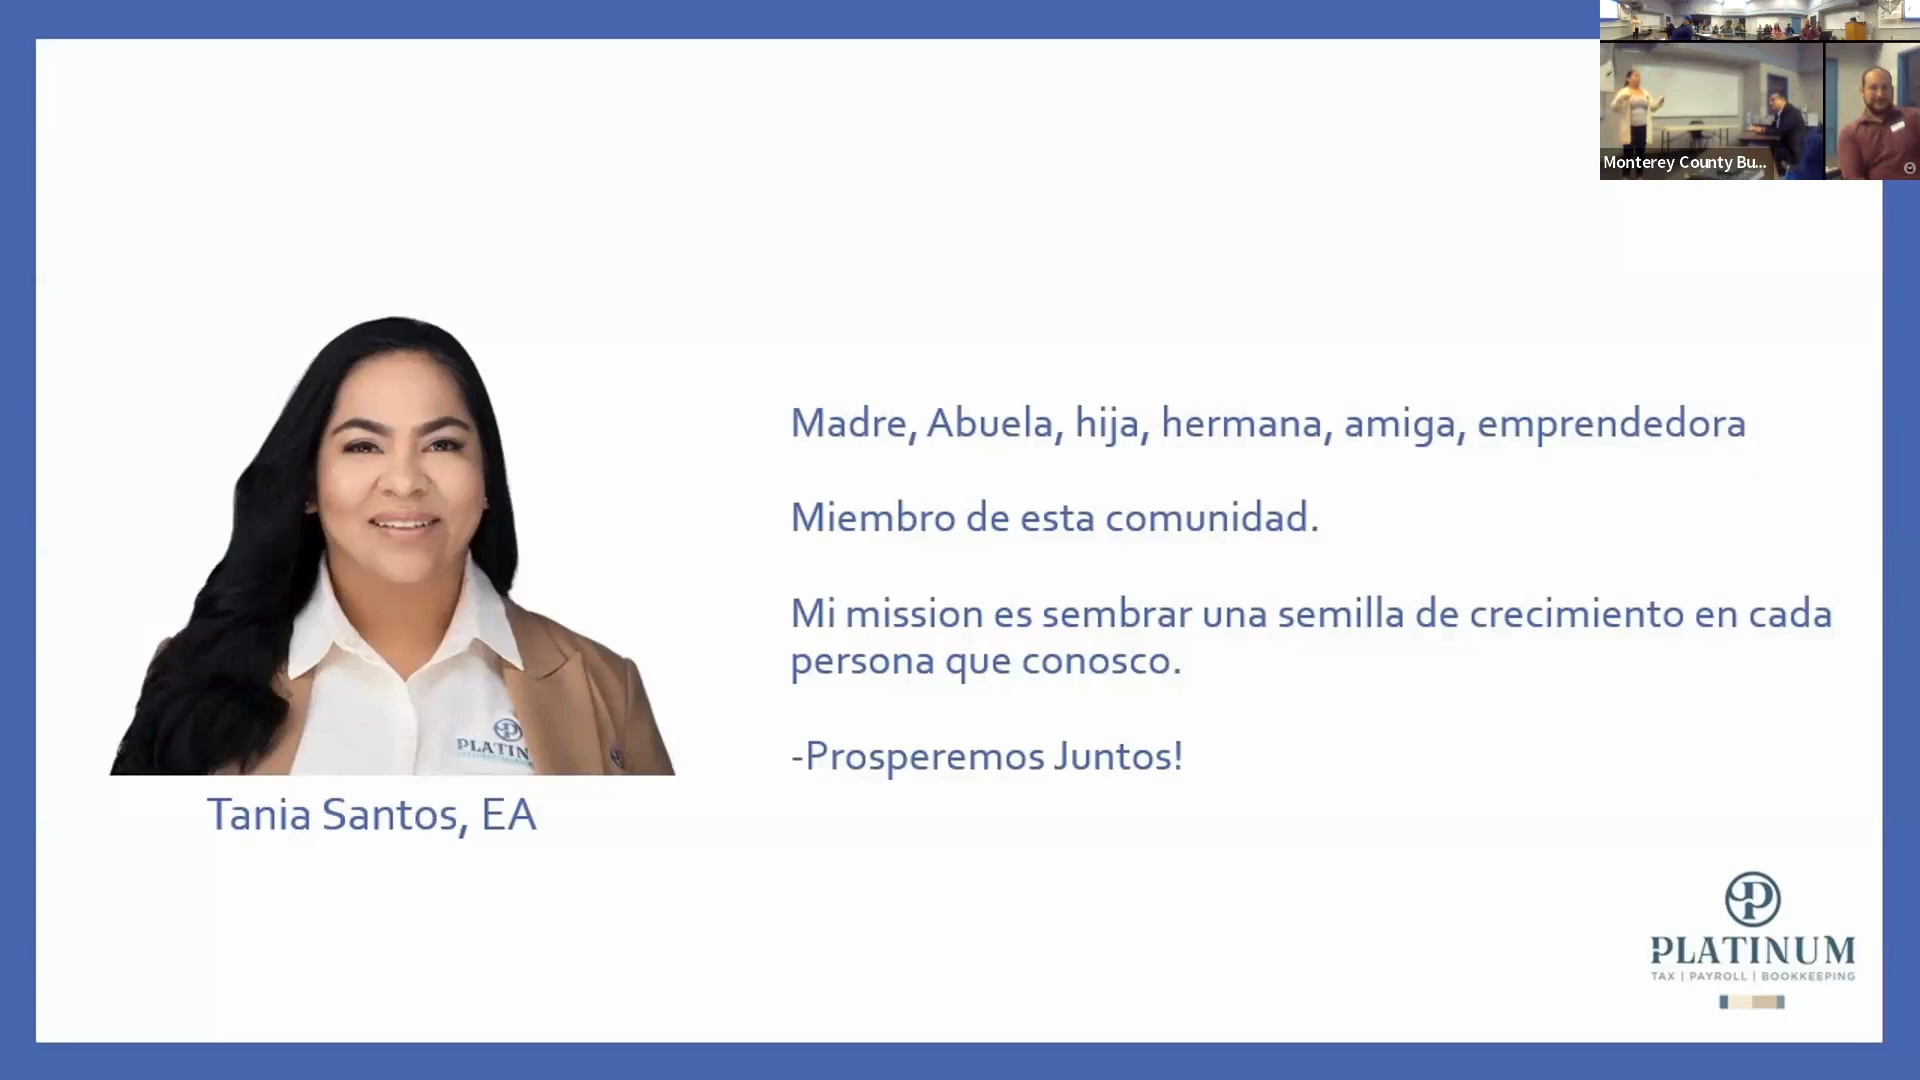 Monterey County Bu...
Madre, Abuela, hija, hermana, amiga, emprendedora
Miembro de esta comunidad.
Mi mission es sembrar una semilla de crecimiento en cada
persona que conosco.
-Prosperemos Juntos!
P
PLATIN
Tania Santos, EA
P
PLATINUM
TAX | PAYROLL | BOOKKEEPING